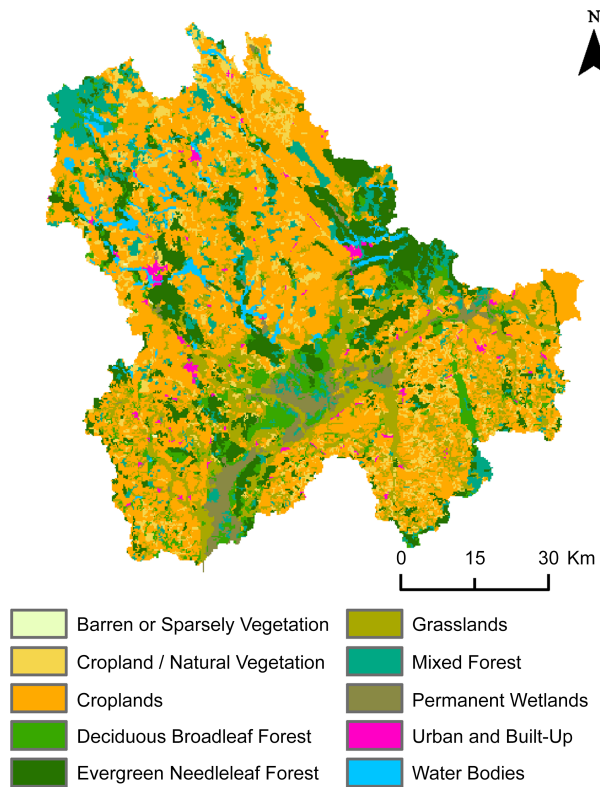 N
0 15 30 Km
Barren or Sparsely Vegetation
Cropland / Natural Vegetation
Croplands
Deciduous Broadleaf Forest
Evergreen Needleleaf Forest
Grasslands
Mixed Forest
Permanent Wetlands
Urban and Built-Up
Water Bodies